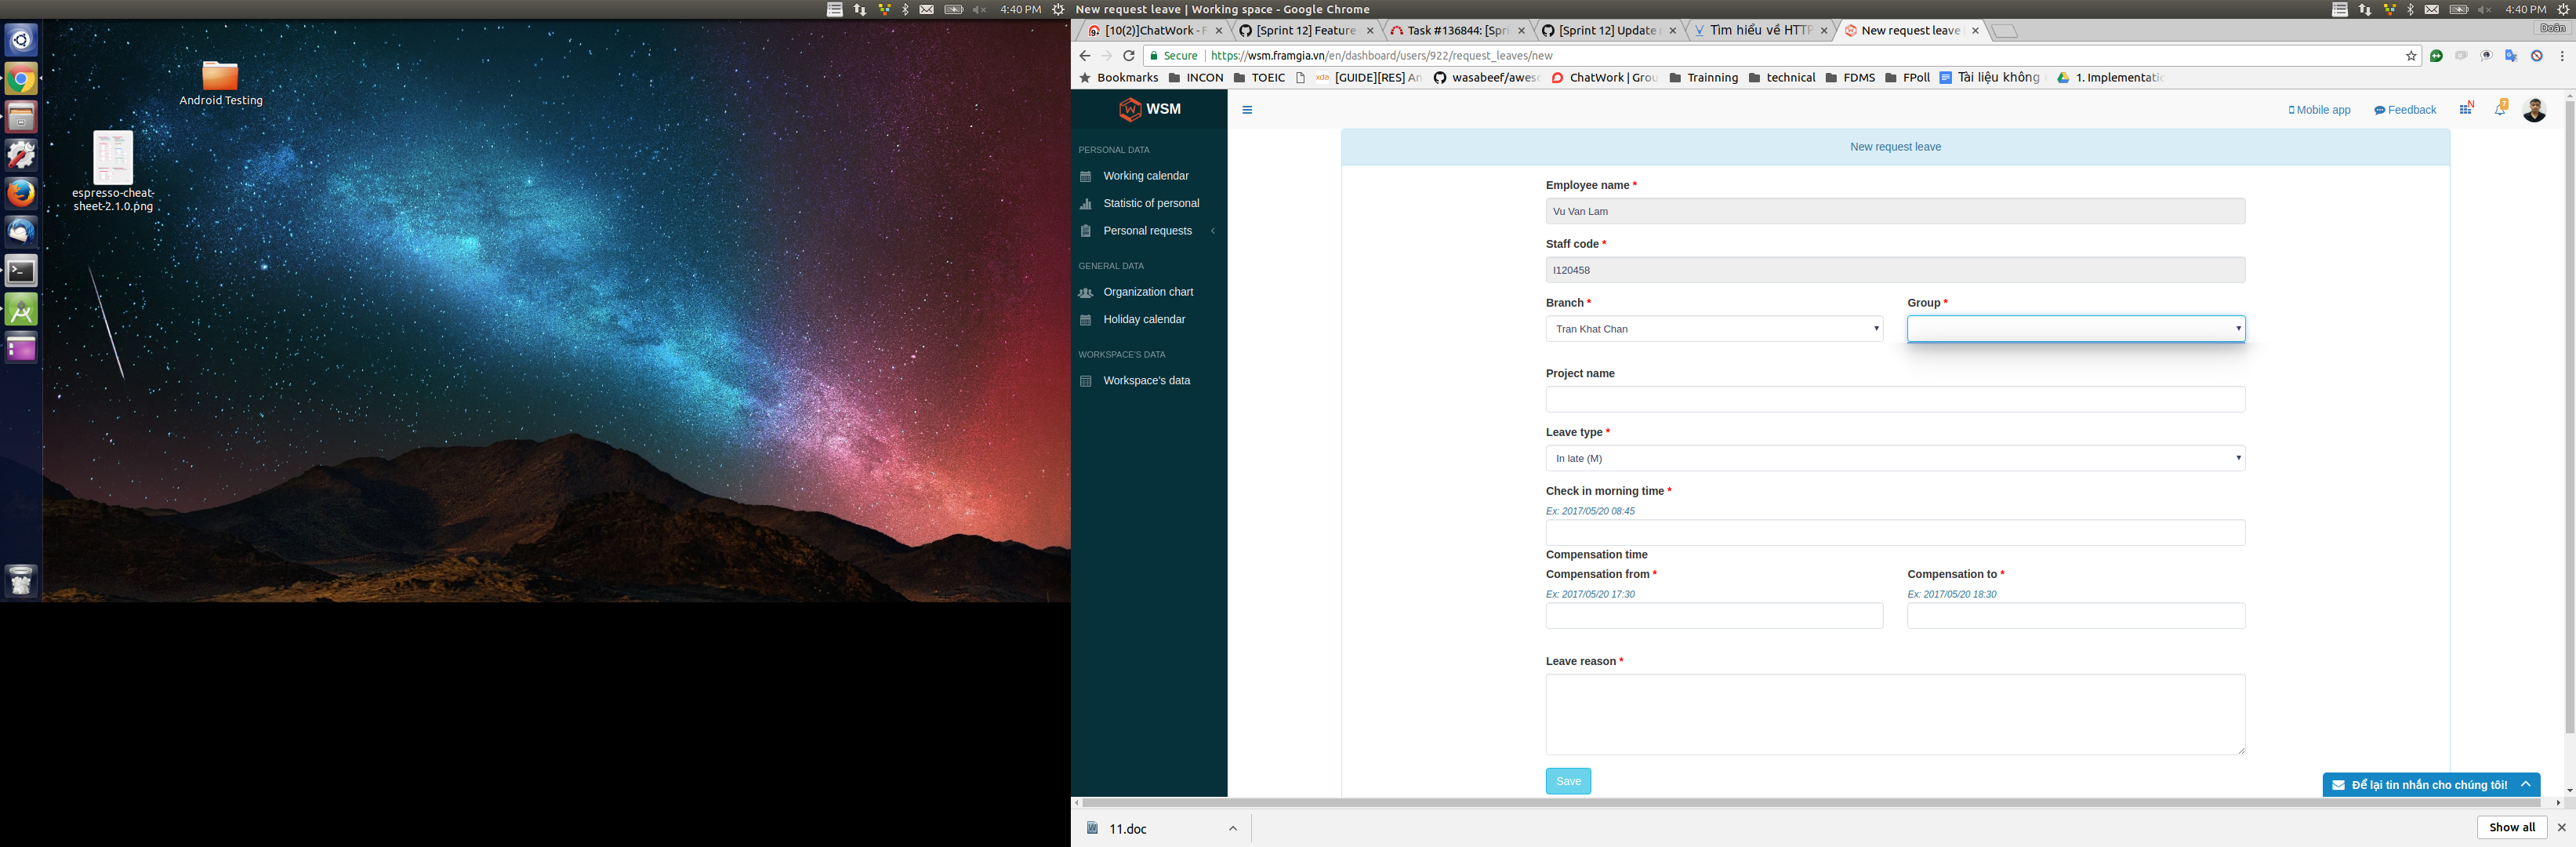 4:40 PM
Android Testing
espresso-cheat-
sheet-2.1.0.png
New request leave | Working space - Google Chrome
4:40 PM
[10(2)]ChatWork - F
[Sprint 12] Feature
Task #136844: [Spri
[Sprint 12] Update
Tìm hiểu về HTTP
New request leave
Doãn
Secure
https://wsm.framgia.vn/en/dashboard/users/922/request_leaves/new
Bookmarks
INCON
TOEIC
[GUIDE][RES] An
wasabeef/aweso
ChatWork | Grou
Trainning
technical
FDMS
FPoll
Tài liệu không
1. Implementatio
WSM
Mobile app
Feedback
N
7
PERSONAL DATA
Working calendar
Statistic of personal
Personal requests
GENERAL DATA
Organization chart
Holiday calendar
WORKSPACE'S DATA
Workspace's data
New request leave
Employee name *
Vu Van Lam
Staff code *
I120458
Branch *
Group *
Tran Khat Chan
Project name
Leave type *
In late (M)
Check in morning time *
Ex: 2017/05/20 08:45
Compensation time
Compensation from *
Compensation to *
Ex: 2017/05/20 17:30
Ex: 2017/05/20 18:30
Leave reason *
Save
Để lại tin nhắn cho chúng tôi!
11.doc
Show all